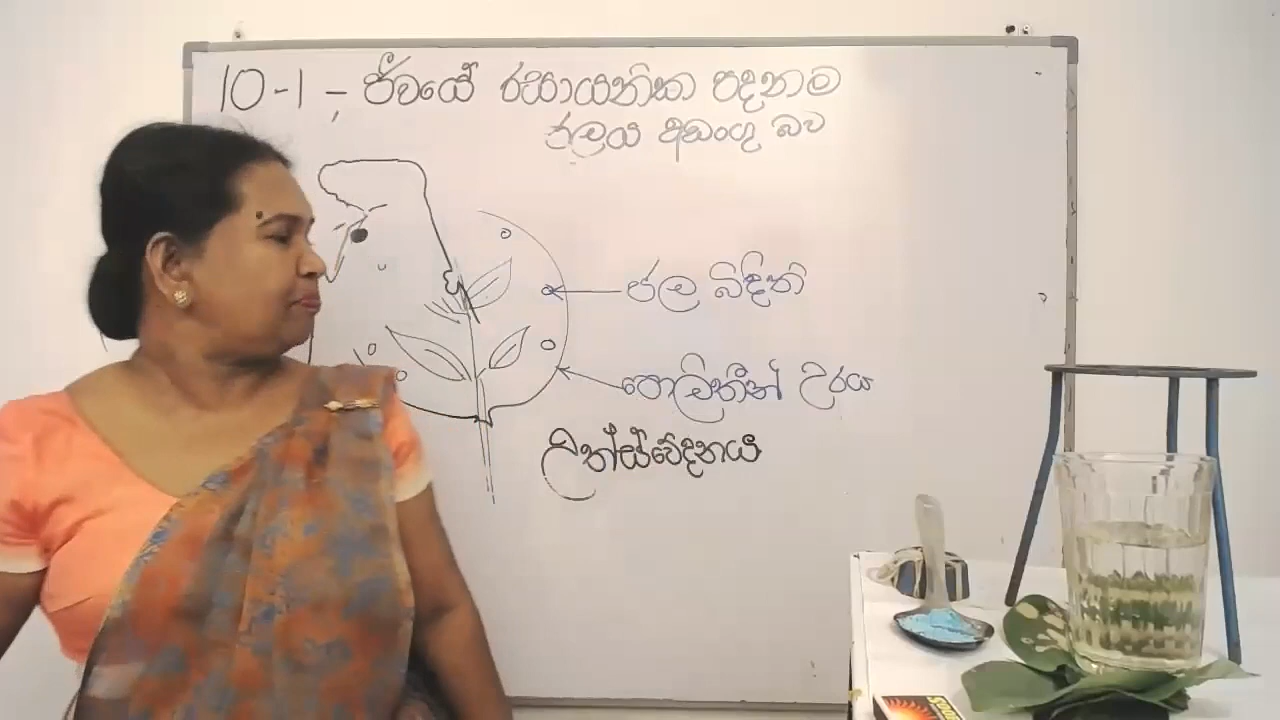 10-1 - ජීවයේ රසායනික පදනම
ජලය අඩංගු බව
ජල බිඳිති
පොලිතීන් උරය
උත්ස්වේදනය